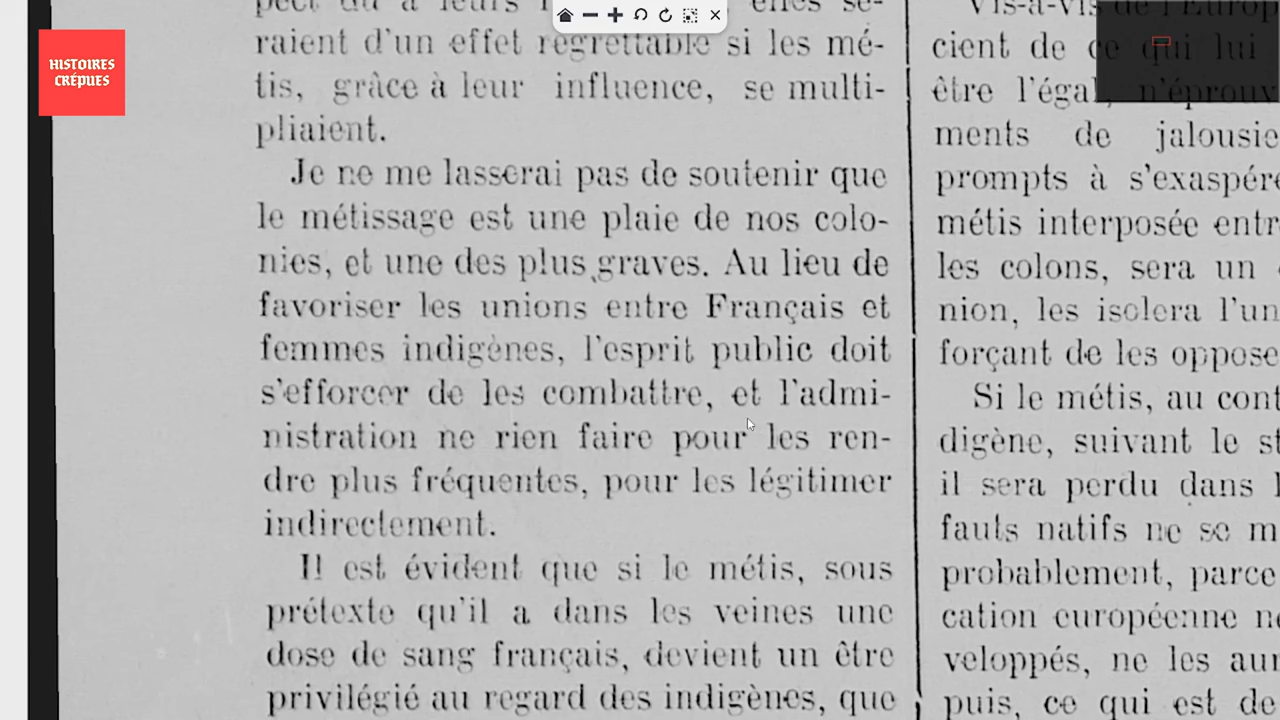 HISTOIRES
CRÉPUES
raient d'un effet regrettable si les mé-
tis, grâce à leur influence, se multi-
pliaient.
Je ne me lasserai pas de soutenir que
le métissage est une plaie de nos colo-
nies, et une des plus graves. Au lieu de
favoriser les unions entre Français et
femmes indigènes, l'esprit public doit
s'efforcer de les combattre, et l'admi-
nistration ne rien faire pour les ren-
dre plus fréquentes, pour les légitimer
indirectement.
Il est évident que si le métis, sous
prétexte qu'il a dans les veines une
dose de sang français, devient un être
privilégié au regard des indigènes, que
Vis-à-vis de l'Europ
cient de ce qui lui
être l'égal, n'éprouv
ments de jalousie
prompts à s'exaspére
métis interposée entr
les colons, sera un
nion, les isolera l'un
forçant de les oppose
Si le métis, au cont
digène, suivant le st
il sera perdu dans l
fauts natifs ne se m
probablement, parce
cation européenne ne
veloppés, ne les aur
puis, ce qui est de